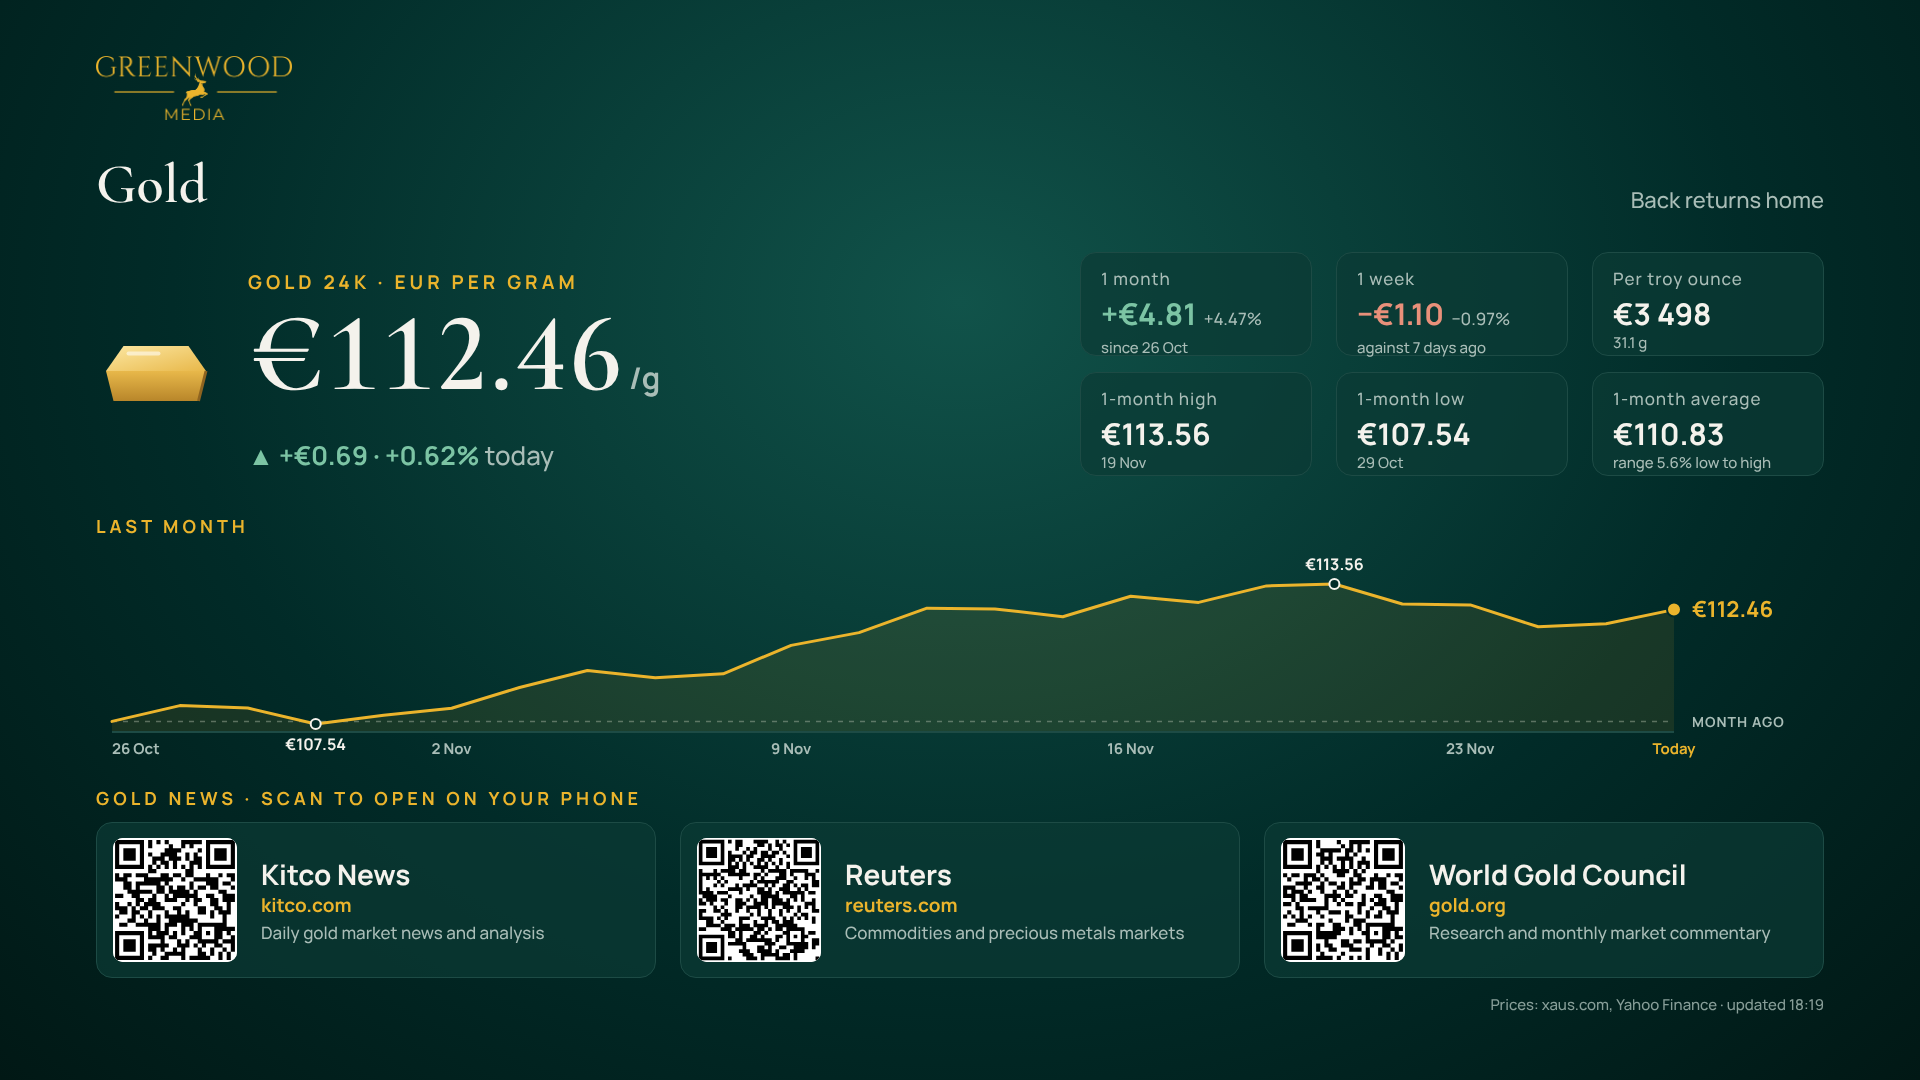 GREENWOOD
MEDIA
Gold
Back returns home
GOLD 24K · EUR PER GRAM
€112.46 /g
▲ +€0.69 · +0.62% today
1 month
+€4.81 +4.47%
since 26 Oct
1 week
−€1.10 −0.97%
against 7 days ago
Per troy ounce
€3 498
31.1 g
1-month high
€113.56
19 Nov
1-month low
€107.54
29 Oct
1-month average
€110.83
range 5.6% low to high
LAST MONTH
€113.56
€112.46
MONTH AGO
€107.54
26 Oct
2 Nov
9 Nov
16 Nov
23 Nov
Today
GOLD NEWS · SCAN TO OPEN ON YOUR PHONE
Kitco News
kitco.com
Daily gold market news and analysis
Reuters
reuters.com
Commodities and precious metals markets
World Gold Council
gold.org
Research and monthly market commentary
Prices: xaus.com, Yahoo Finance · updated 18:19